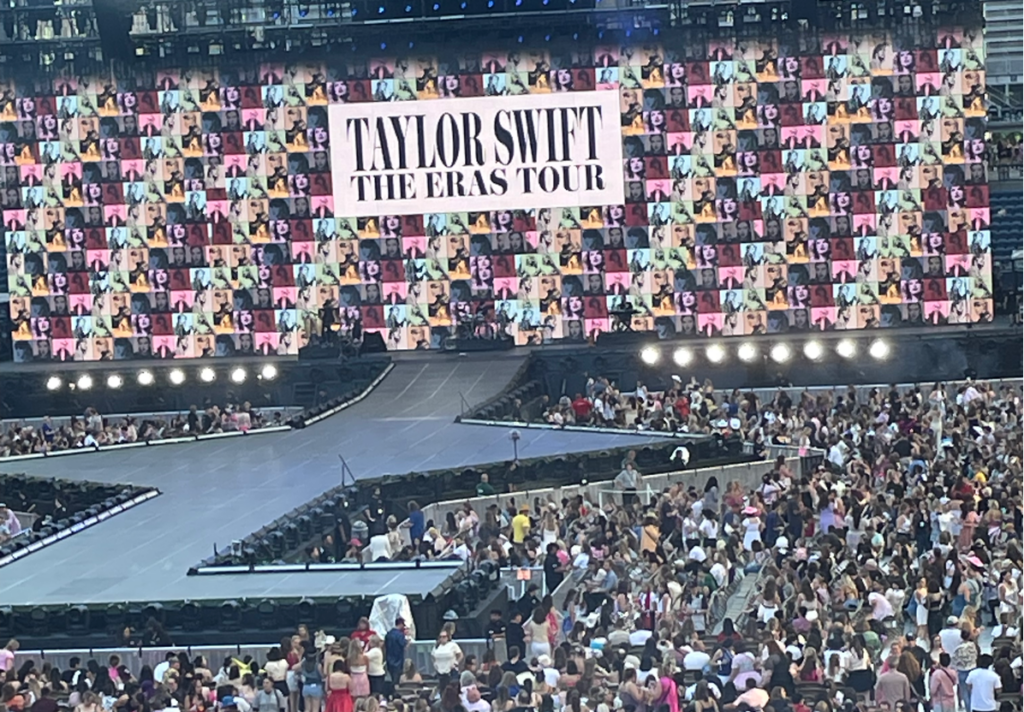 TAYLOR SWIFT
THE ERAS TOUR